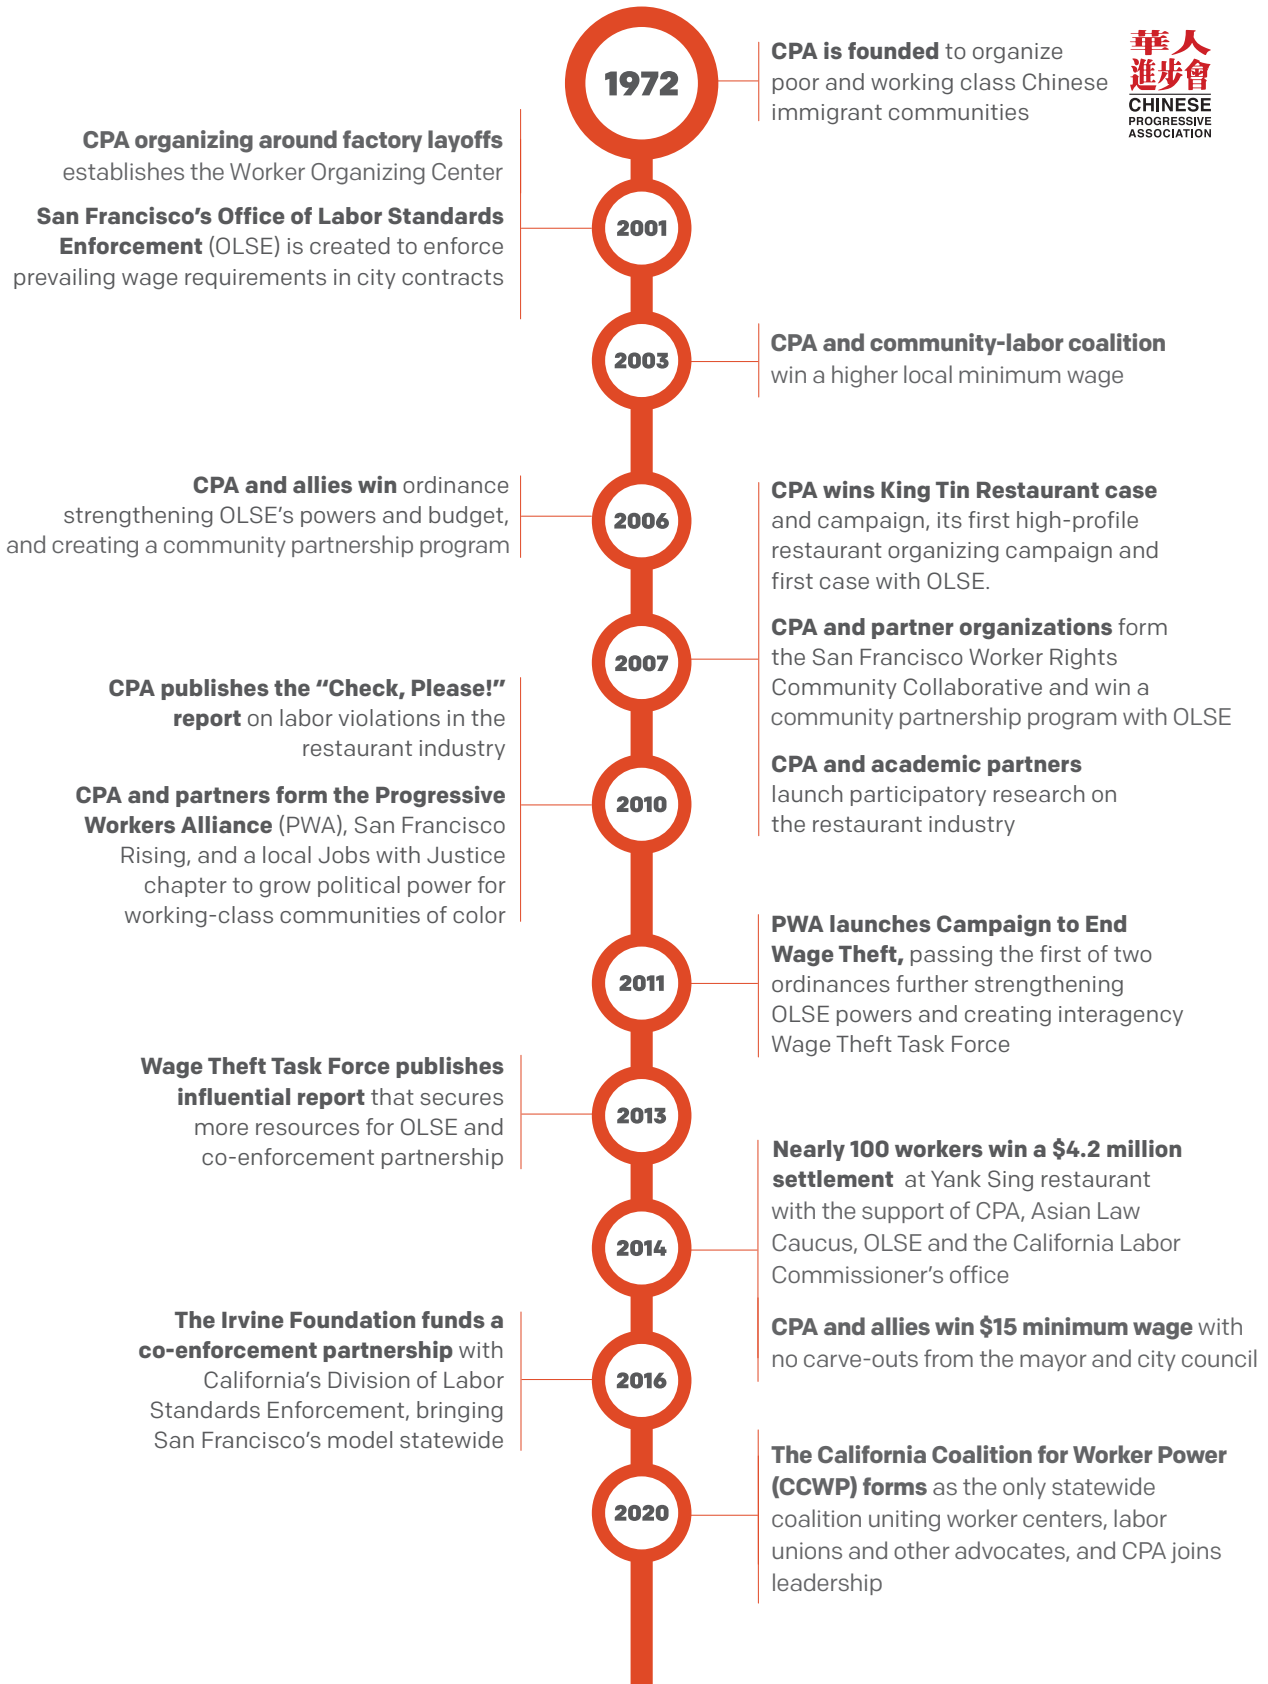 1972
CPA is founded to organize
poor and working class Chinese
immigrant communities
華人
進步會
CHINESE
PROGRESSIVE
ASSOCIATION
CPA organizing around factory layoffs
establishes the Worker Organizing Center
San Francisco’s Office of Labor Standards
Enforcement (OLSE) is created to enforce
prevailing wage requirements in city contracts
2001
2003
CPA and community-labor coalition
win a higher local minimum wage
CPA and allies win ordinance
strengthening OLSE’s powers and budget,
and creating a community partnership program
2006
CPA wins King Tin Restaurant case
and campaign, its first high-profile
restaurant organizing campaign and
first case with OLSE.
CPA and partner organizations form
the San Francisco Worker Rights
Community Collaborative and win a
community partnership program with OLSE
CPA and academic partners
launch participatory research on
the restaurant industry
2007
CPA publishes the “Check, Please!”
report on labor violations in the
restaurant industry
CPA and partners form the Progressive
Workers Alliance (PWA), San Francisco
Rising, and a local Jobs with Justice
chapter to grow political power for
working-class communities of color
2010
PWA launches Campaign to End
Wage Theft, passing the first of two
ordinances further strengthening
OLSE powers and creating interagency
Wage Theft Task Force
2011
Wage Theft Task Force publishes
influential report that secures
more resources for OLSE and
co-enforcement partnership
2013
Nearly 100 workers win a $4.2 million
settlement at Yank Sing restaurant
with the support of CPA, Asian Law
Caucus, OLSE and the California Labor
Commissioner’s office
CPA and allies win $15 minimum wage with
no carve-outs from the mayor and city council
2014
The Irvine Foundation funds a
co-enforcement partnership with
California’s Division of Labor
Standards Enforcement, bringing
San Francisco’s model statewide
2016
The California Coalition for Worker Power
(CCWP) forms as the only statewide
coalition uniting worker centers, labor
unions and other advocates, and CPA joins
leadership
2020